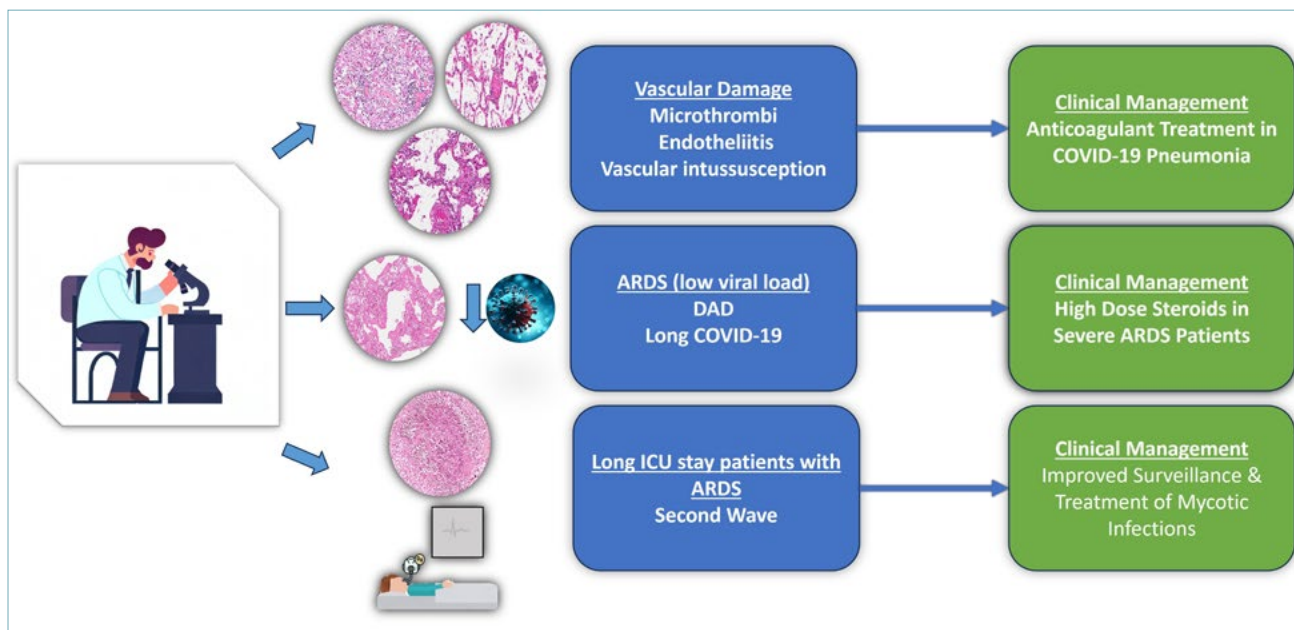 Vascular Damage
Microthrombi
Endotheliitis
Vascular intussusception
Clinical Management
Anticoagulant Treatment in
COVID-19 Pneumonia
ARDS (low viral load)
DAD
Long COVID-19
Clinical Management
High Dose Steroids in
Severe ARDS Patients
Long ICU stay patients with
ARDS
Second Wave
Clinical Management
Improved Surveillance &
Treatment of Mycotic
Infections